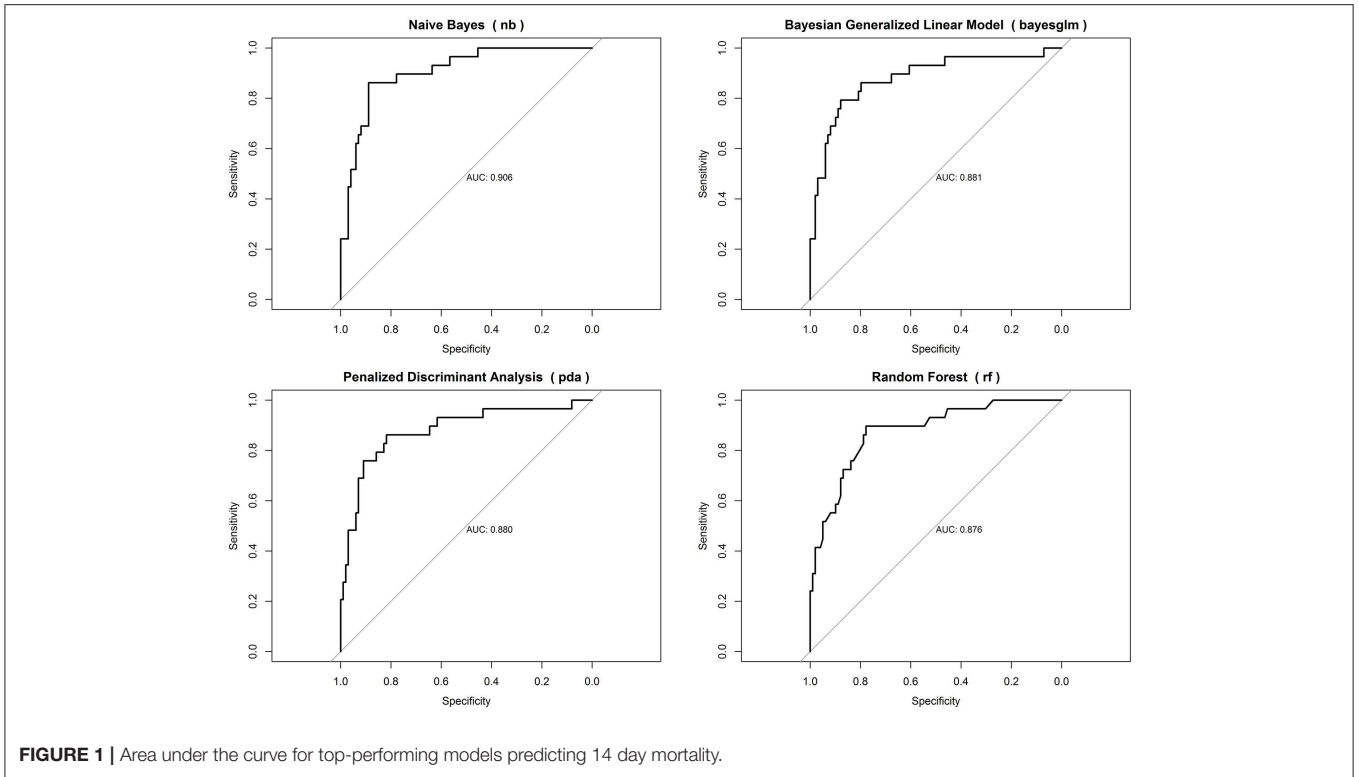 Naive Bayes ( nb )
Sensitivity
0.0 0.2 0.4 0.6 0.8 1.0
AUC: 0.906
1.0 0.8 0.6 0.4 0.2 0.0
Specificity
Bayesian Generalized Linear Model ( bayesglm )
Sensitivity
0.0 0.2 0.4 0.6 0.8 1.0
AUC: 0.881
1.0 0.8 0.6 0.4 0.2 0.0
Specificity
Penalized Discriminant Analysis ( pda )
Sensitivity
0.0 0.2 0.4 0.6 0.8 1.0
AUC: 0.880
1.0 0.8 0.6 0.4 0.2 0.0
Specificity
Random Forest ( rf )
Sensitivity
0.0 0.2 0.4 0.6 0.8 1.0
AUC: 0.876
1.0 0.8 0.6 0.4 0.2 0.0
Specificity
FIGURE 1 | Area under the curve for top-performing models predicting 14 day mortality.